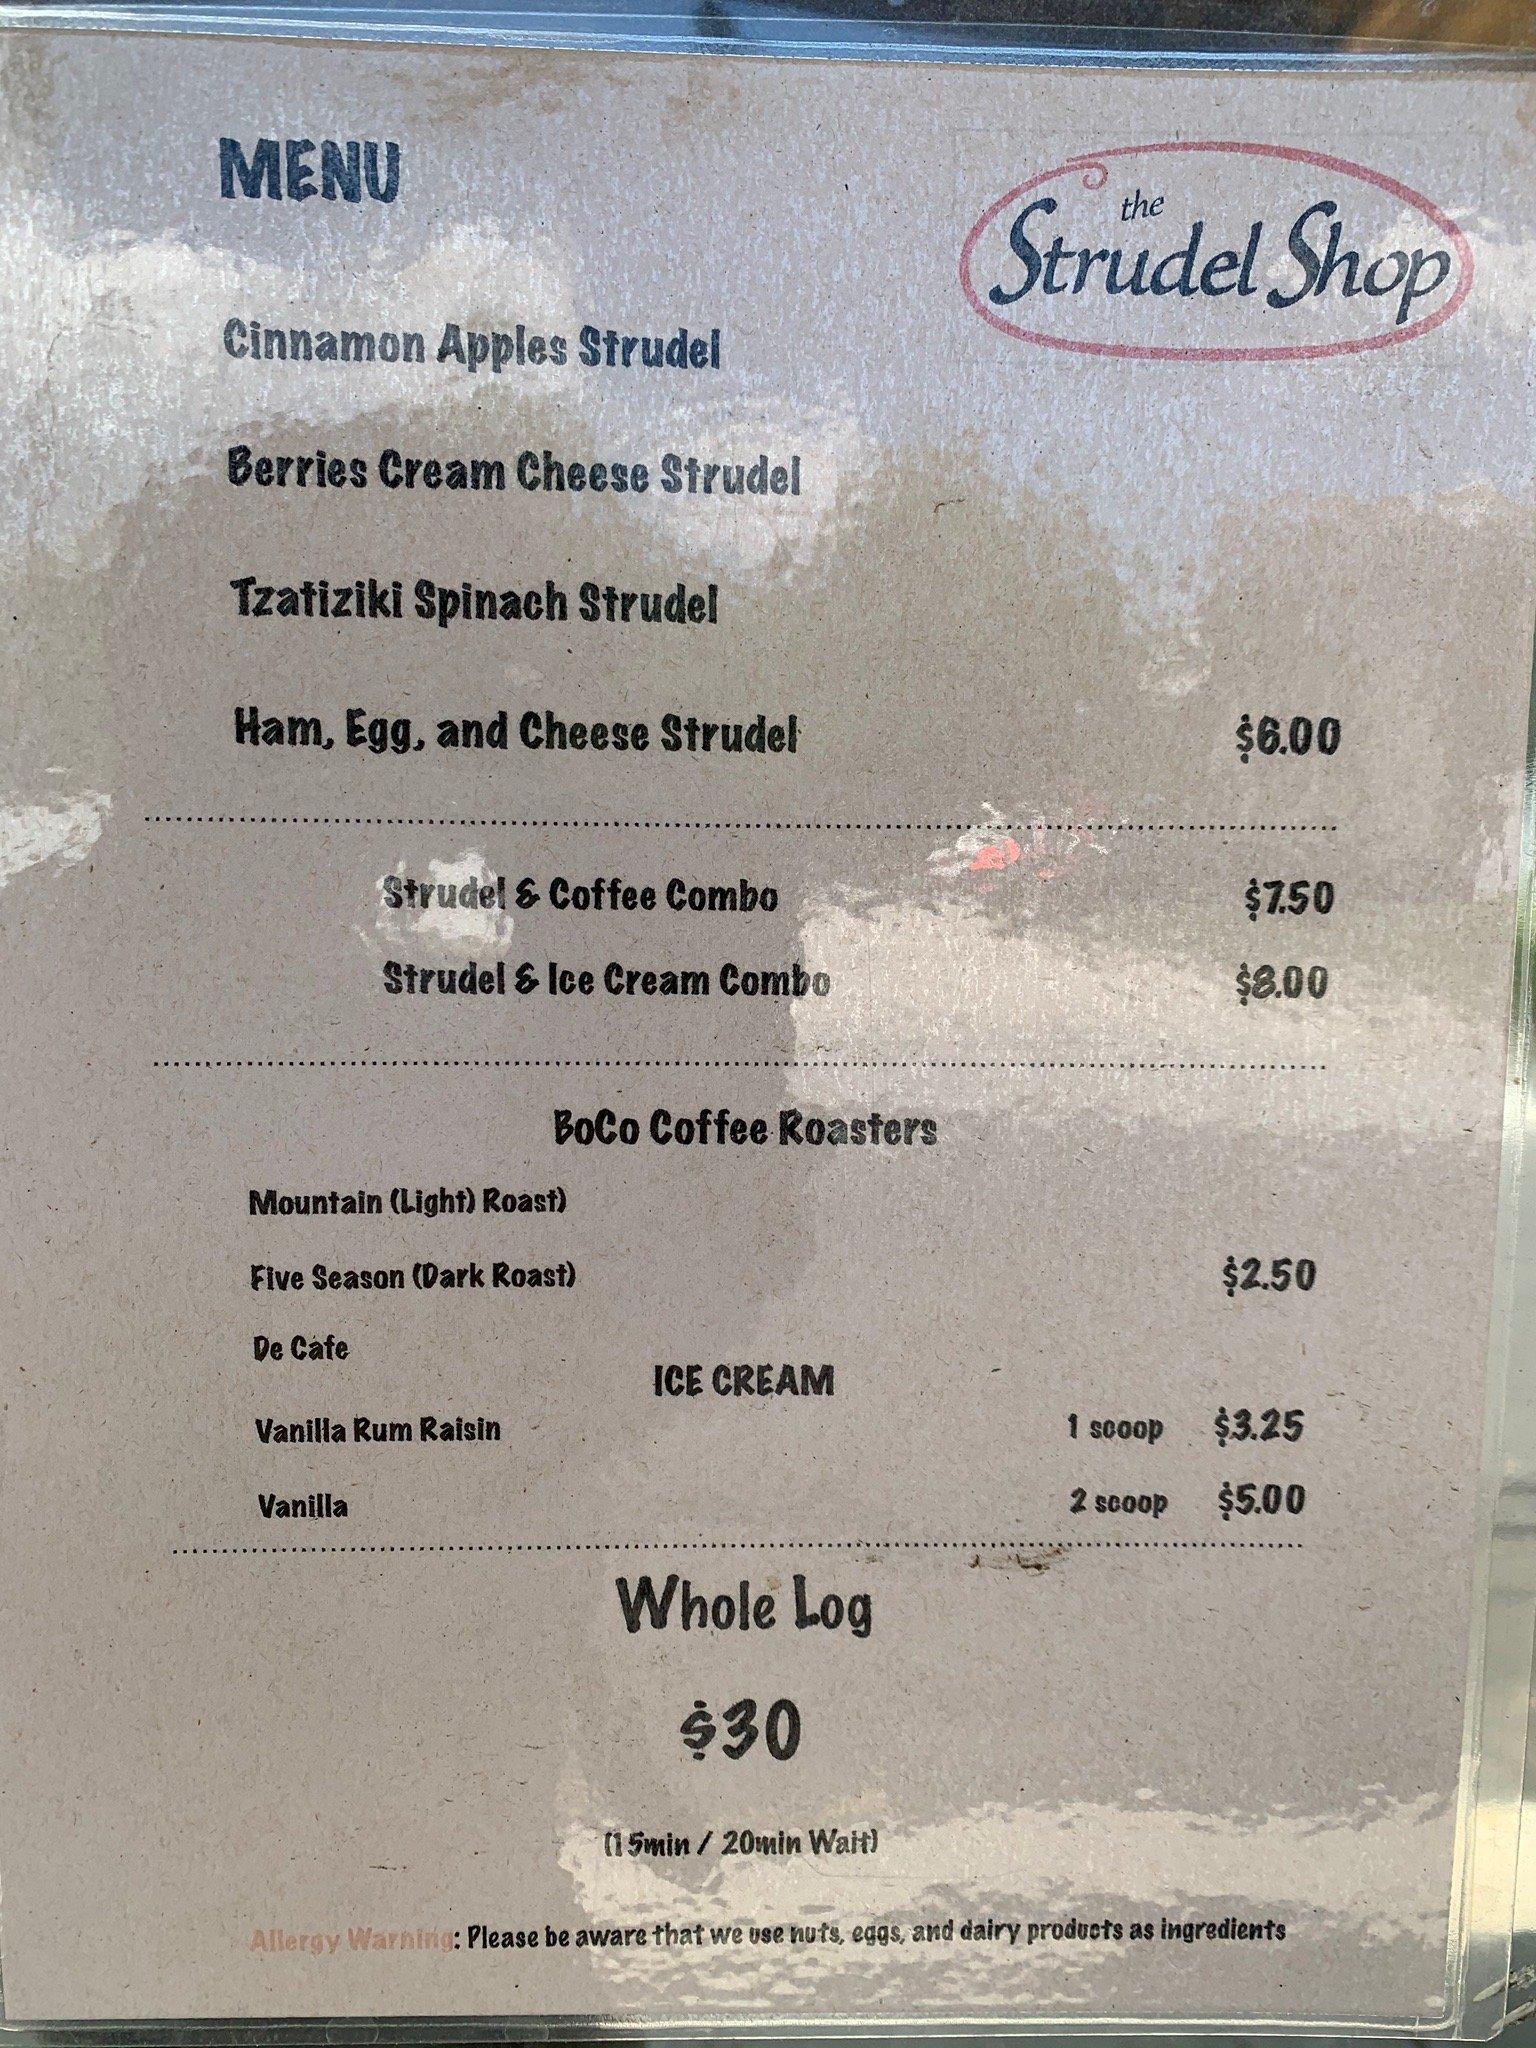 MENU
the
Strudel Shop
Cinnamon Apples Strudel
Berries Cream Cheese Strudel
Tzatiziki Spinach Strudel
Ham, Egg, and Cheese Strudel $6.00
Strudel & Coffee Combo $7.50
Strudel & Ice Cream Combo $8.00
BoCo Coffee Roasters
Mountain (Light) Roast)
Five Season (Dark Roast) $2.50
De Cafe
ICE CREAM
Vanilla Rum Raisin 1 scoop $3.25
Vanilla 2 scoop $5.00
Whole Log
$30
(15min / 20min Wait)
Allergy Warning: Please be aware that we use nuts, eggs, and dairy products as ingredients